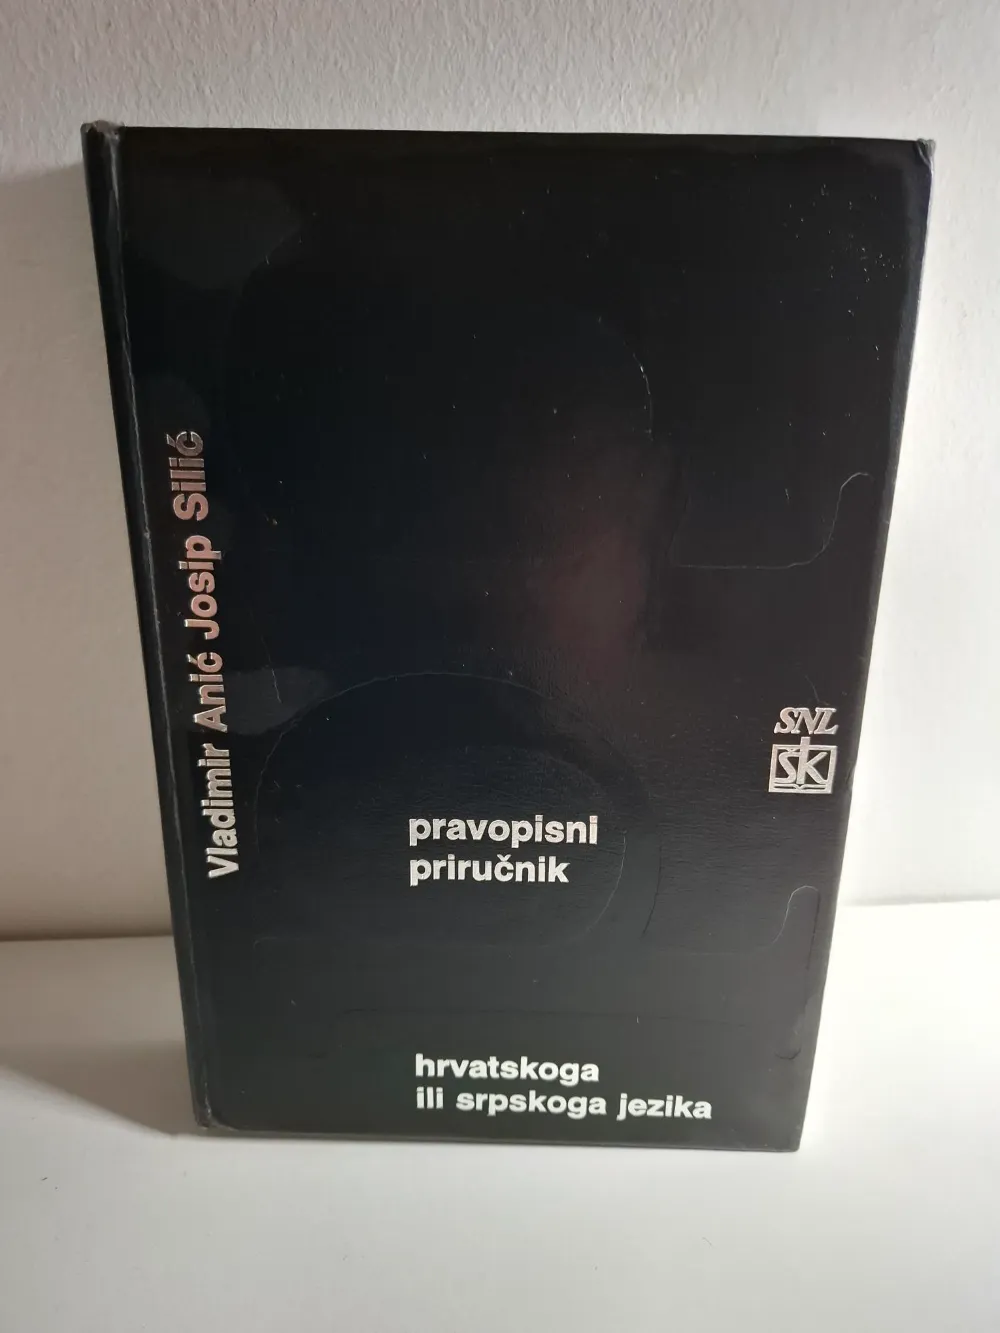 Vladimir Anić Josip Silić
SNL
ŠK
pravopisni
priručnik
hrvatskoga
ili srpskoga jezika